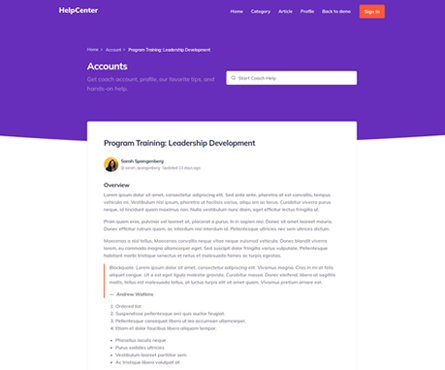 HelpCenter
Home Category Article Profile Back to demo Sign in
Home > Account > Program Training: Leadership Development
Accounts
Get coach account, profile, our favorite tips, and
hands-on help.
Start Coach Help
Program Training: Leadership Development
Sarah Spangenberg
@ sarah_spangenberg · Updated 13 days ago
Overview
Lorem ipsum dolor sit amet, consectetur adipiscing elit. Sed ante ante, pharetra at est convallis, tempus
vehicula mi. Vestibulum nisl ipsum, pharetra ut facilisis varius, aliquam ac lacus. Curabitur viverra purus
neque, id tincidunt quam maximus non. Nulla vestibulum nunc diam, eget efficitur lectus fringilla ut.
Proin quam eros, pulvinar vel laoreet sit, placerat a purus. In in sapien nisl. Donec sit amet laoreet mauris.
Donec efficitur rutrum quam, ac interdum nisi interdum id. Pellentesque ultricies nec sem ultrices dictum.
Maecenas a nisl tellus. Maecenas convallis neque vitae neque euismod vehicula. Donec blandit viverra
lorem, eu commodo magna ullamcorper sed. Duis suscipit dolor fringilla varius vulputate. Pellentesque
habitant morbi tristique senectus et netus et malesuada fames ac turpis egestas.
Blockquote. Lorem ipsum dolor sit amet, consectetur adipiscing elit. Vivamus magna. Cras in mi at felis
aliquet congue. Ut a est eget ligula molestie gravida. Curabitur massa. Donec eleifend, libero at sagittis
mollis, tellus est malesuada tellus, at luctus turpis elit sit amet quam. Vivamus pretium ornare est.
— Andrew Watkins
1. Ordered list
2. Suspendisse pellentesque orci quis auctor feugiat.
3. Pellentesque consequat libero ut leo accumsan ullamcorper.
4. Etiam et dolor faucibus libero aliquam tempor.
• Phasellus iaculis neque
• Purus sodales ultricies
• Vestibulum laoreet porttitor sem
• Ac tristique libero volutpat at